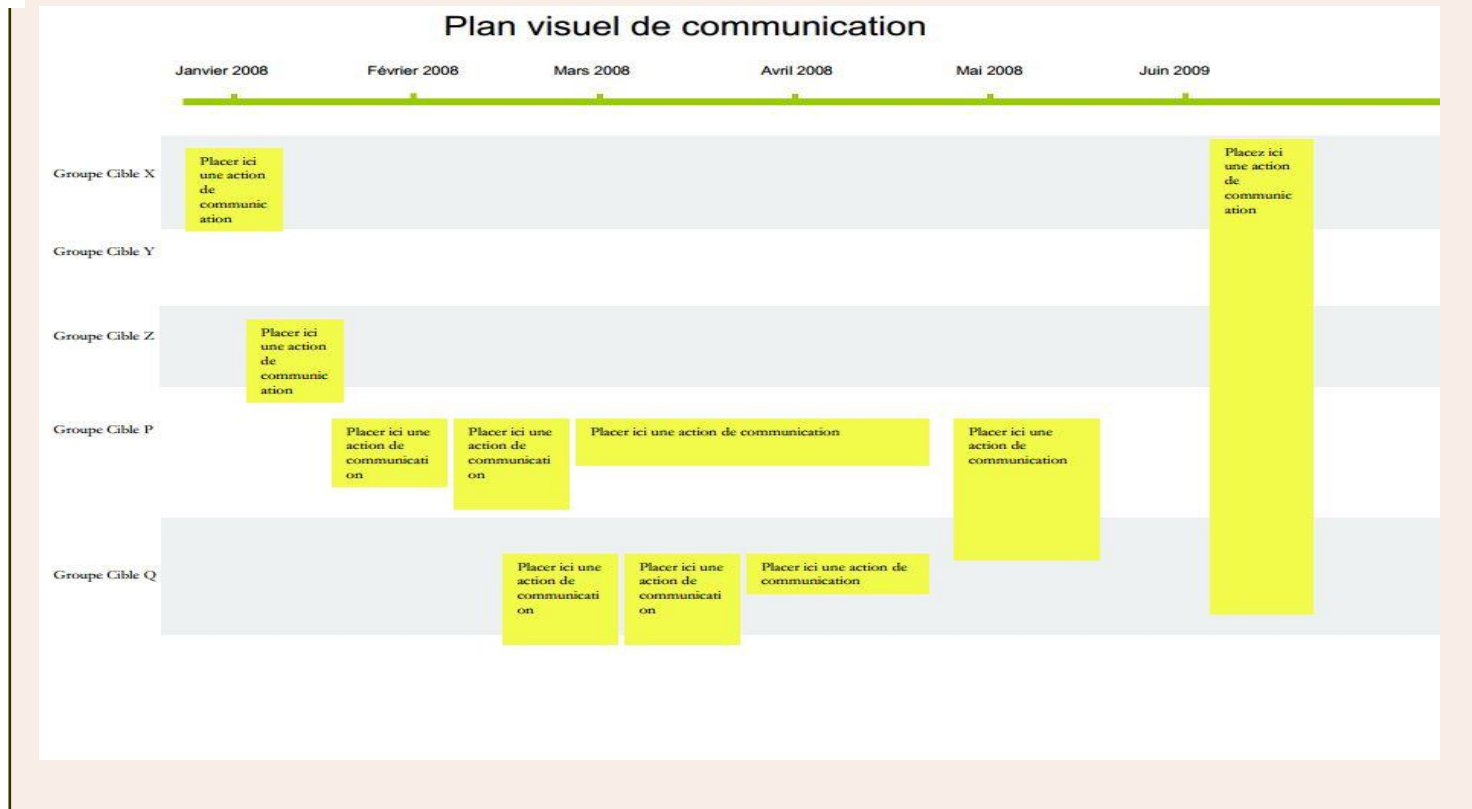 Plan visuel de communication
Janvier 2008
Février 2008
Mars 2008
Avril 2008
Mai 2008
Juin 2009
Groupe Cible X
Placer ici
une action
de
communic
ation
Placez ici
une action
de
communic
ation
Groupe Cible Y
Groupe Cible Z
Placer ici
une action
de
communic
ation
Groupe Cible P
Placer ici une
action de
communicati
on
Placer ici une
action de
communicati
on
Placer ici une action de communication
Placer ici une
action de
communication
Groupe Cible Q
Placer ici une
action de
communicati
on
Placer ici une
action de
communicati
on
Placer ici une action de
communication